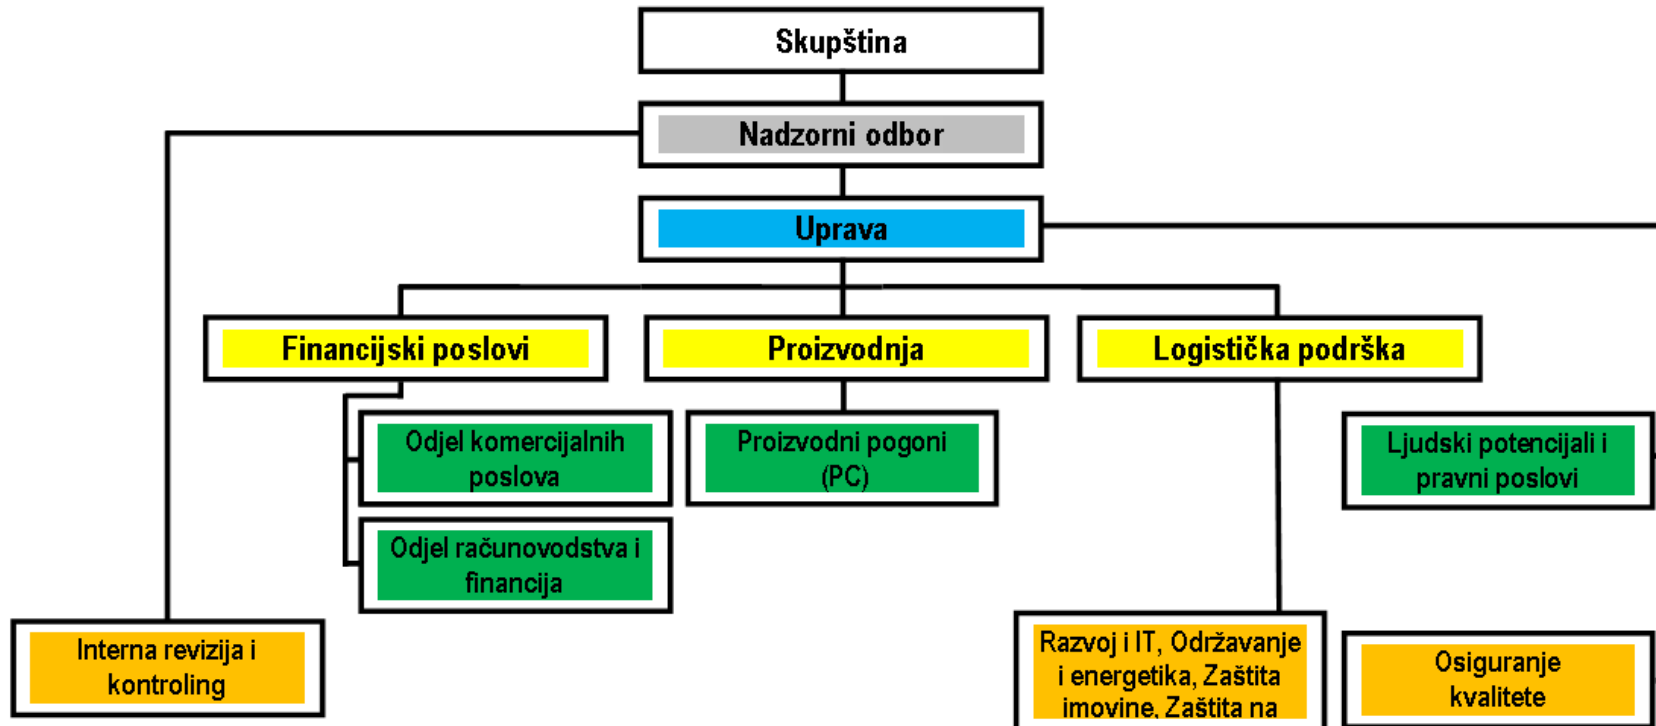 Skupština
Nadzorni odbor
Uprava
Financijski poslovi
Proizvodnja
Logistička podrška
Odjel komercijalnih
poslova
Proizvodni pogoni
(PC)
Ljudski potencijali i
pravni poslovi
Odjel računovodstva i
financija
Interna revizija i
kontroling
Razvoj i IT, Održavanje
i energetika, Zaštita
imovine, Zaštita na
Osiguranje
kvalitete